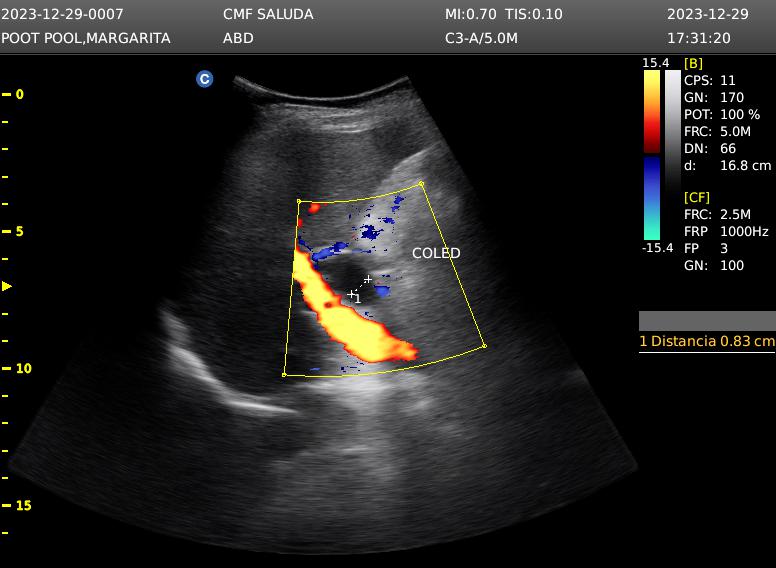 2023-12-29-0007 CMF SALUDA MI:0.70 TIS:0.10 2023-12-29
POOT POOL,MARGARITA ABD C3-A/5.0M 17:31:20
C
15.4 [B]
CPS: 11
GN: 170
POT: 100 %
FRC: 5.0M
DN: 66
d: 16.8 cm
[CF]
FRC: 2.5M
FRP 1000Hz
-15.4 FP 3
GN: 100
0
5
10
15
COLED
1
1 Distancia 0.83 cm